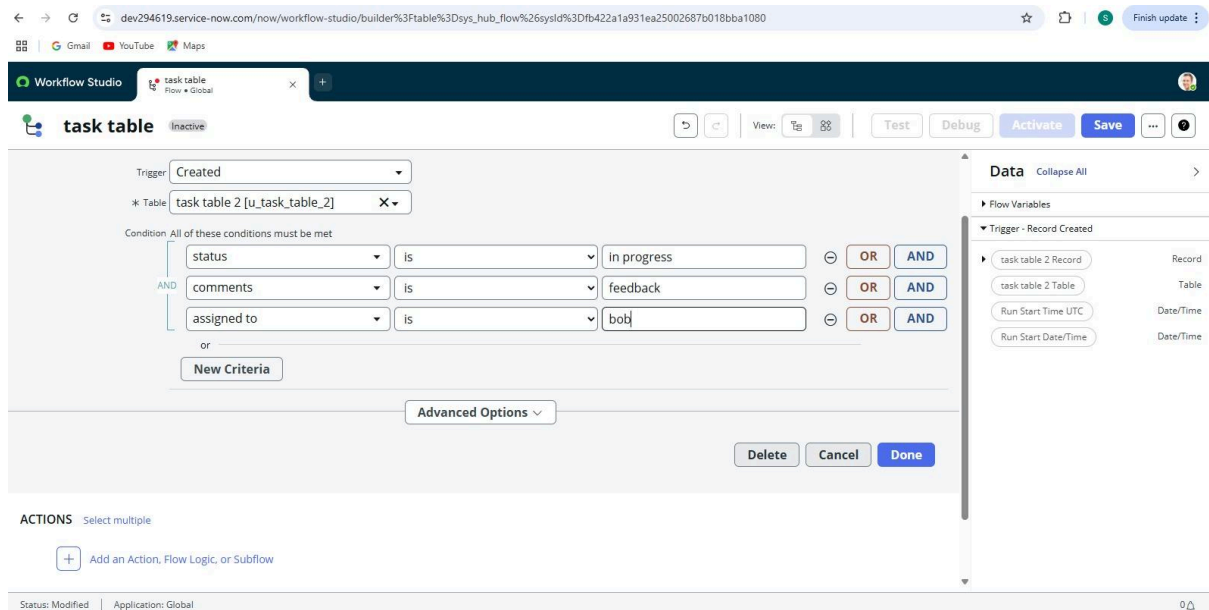 dev294619.service-now.com/now/workflow-studio/builder%3Ftable%3Dsys_hub_flow%26sysId%3Dfb422a1a931ea25002687b018bba1080
S
Finish update
Gmail YouTube Maps
Workflow Studio
task table
Flow • Global
task table Inactive
View: Test Debug Activate Save ... ?
Trigger Created
* Table task table 2 [u_task_table_2]
Condition All of these conditions must be met
status is in progress OR AND
AND comments is feedback OR AND
assigned to is bob OR AND
or
New Criteria
Advanced Options
Delete Cancel Done
ACTIONS Select multiple
Add an Action, Flow Logic, or Subflow
Data Collapse All
Flow Variables
Trigger - Record Created
task table 2 Record Record
task table 2 Table Table
Run Start Time UTC Date/Time
Run Start Date/Time Date/Time
Status: Modified | Application: Global
0